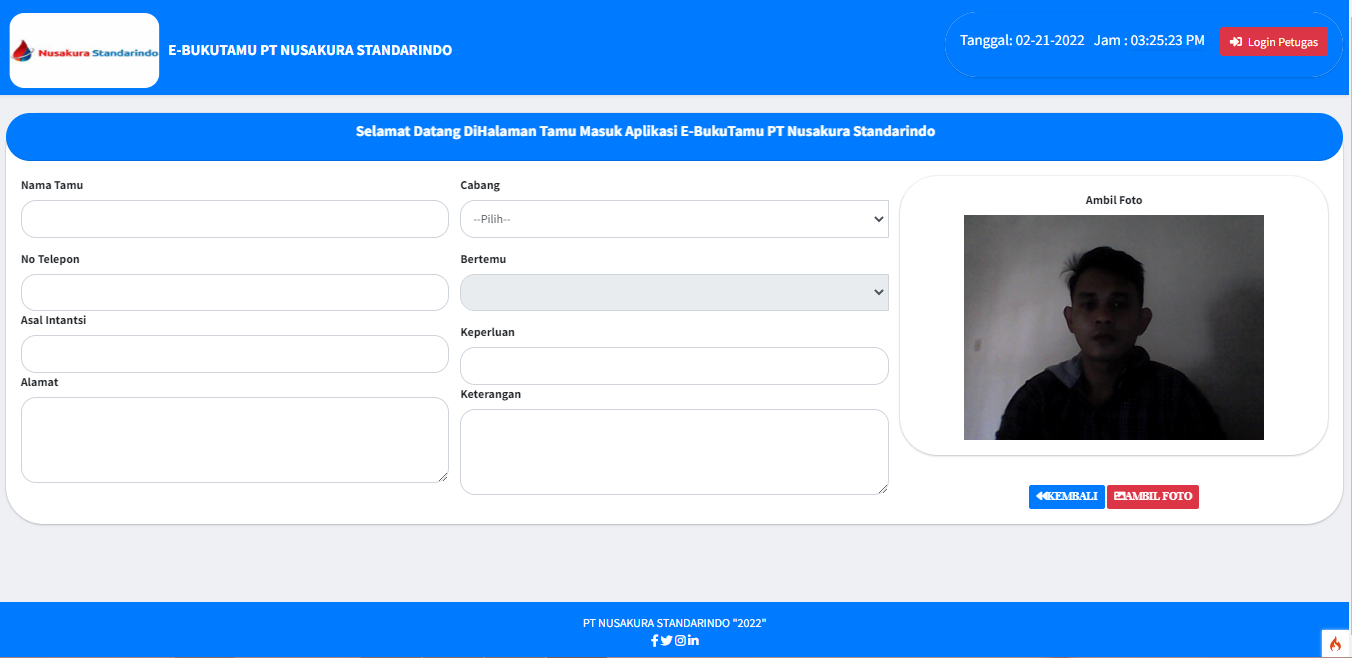 Nusakura Standarindo
E-BUKUTAMU PT NUSAKURA STANDARINDO
Tanggal: 02-21-2022 Jam : 03:25:23 PM
Login Petugas
Selamat Datang DiHalaman Tamu Masuk Aplikasi E-BukuTamu PT Nusakura Standarindo
Nama Tamu
No Telepon
Asal Intantsi
Alamat
Cabang
--Pilih--
Bertemu
Keperluan
Keterangan
Ambil Foto
KEMBALI
AMBIL FOTO
PT NUSAKURA STANDARINDO "2022"